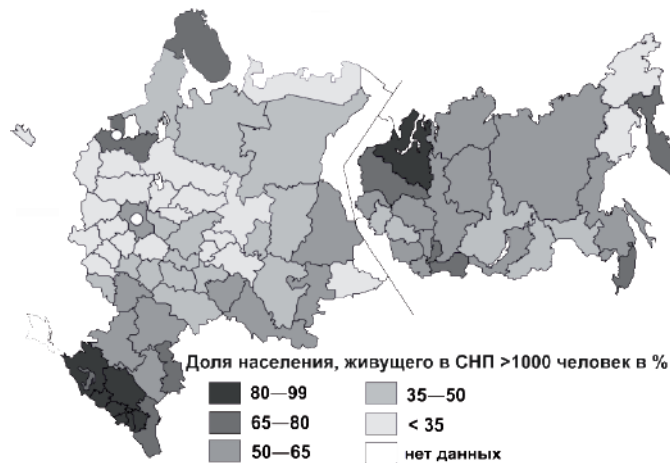 Доля населения, живущего в СНП >1000 человек в %
80—99
65—80
50—65
35—50
< 35
нет данных